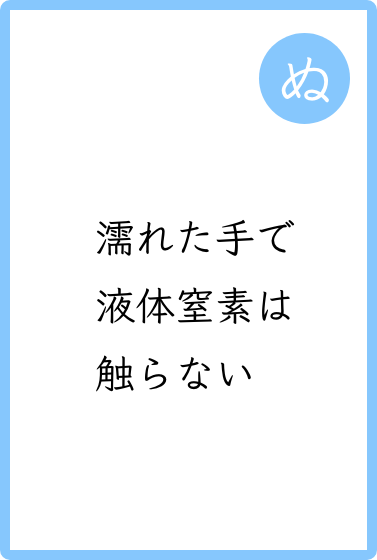 ぬ
濡れた手で
液体窒素は
触らない